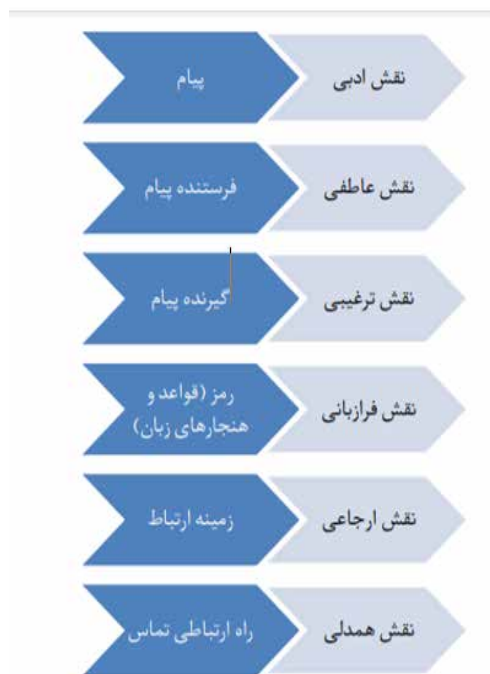 نقش ادبی
پیام
نقش عاطفی
فرستنده پیام
نقش ترغیبی
گیرنده پیام
نقش فرازبانی
رمز (قواعد و
هنجارهای زبان)
نقش ارجاعی
زمینه ارتباط
نقش همدلی
راه ارتباطی تماس